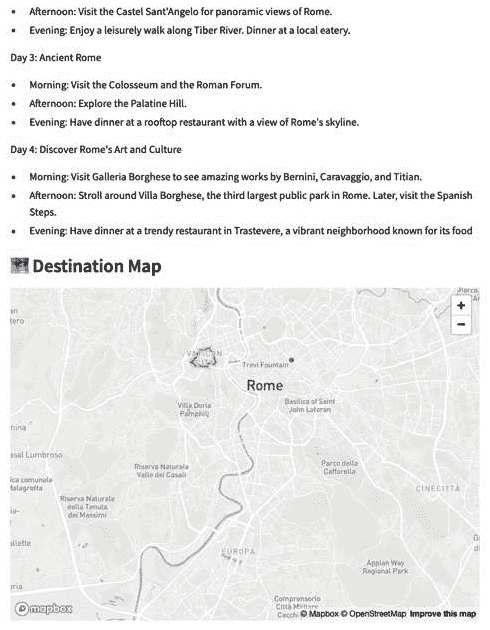 Afternoon: Visit the Castel Sant'Angelo for panoramic views of Rome.
Evening: Enjoy a leisurely walk along Tiber River. Dinner at a local eatery.
Day 3: Ancient Rome
Morning: Visit the Colosseum and the Roman Forum.
Afternoon: Explore the Palatine Hill.
Evening: Have dinner at a rooftop restaurant with a view of Rome's skyline.
Day 4: Discover Rome's Art and Culture
Morning: Visit Galleria Borghese to see amazing works by Bernini, Caravaggio, and Titian.
Afternoon: Stroll around Villa Borghese, the third largest public park in Rome. Later, visit the Spanish
Steps.
Evening: Have dinner at a trendy restaurant in Trastevere, a vibrant neighborhood known for its food
Destination Map
+
−
Trevi Fountain
Rome
Villa Doria
Pamphilj
Basilica of Saint
John Lateran
Riserva Naturale
Valle dei Casali
Parco della
Caffarella
CINECITTÀ
Riserva Naturale
della Tenuta
dei Massimi
EUROPA
Appian Way
Regional Park
Comprensorio
mapbox
© Mapbox © OpenStreetMap Improve this map